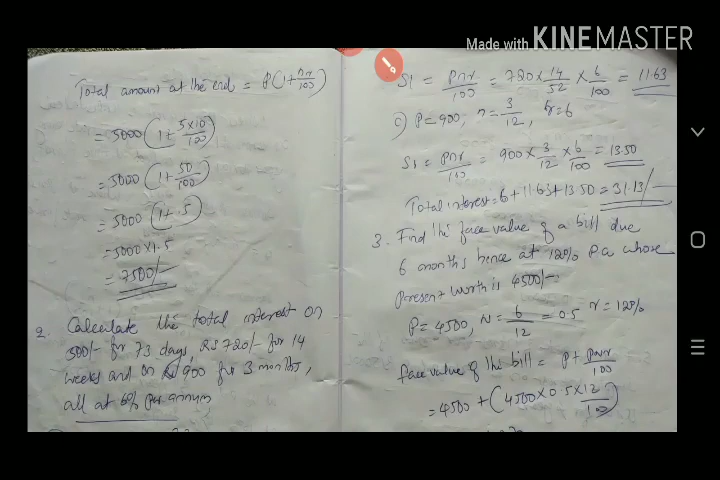 Made with KINEMASTER
Total amount at the end = P(1+nr/100)
= 5000(1+5×10/100)
= 5000(1+50/100)
= 5000(1+.5)
= 5000×1.5
= 7500/-
2. Calculate the total interest on
500/- for 73 days, RS 720/- for 14
weeks and on RS 900 for 3 months,
all at 6% per annum
SI = pnr/100 = 720×14/52×6/100 = 11.63
c) P=900, n=3/12, r=6
SI = pnr/100 = 900×3/12×6/100 = 13.50
Total interest = 6+11.63+13.50 = 31.13/-
3. Find the face value of a bill due
6 months hence at 12% P.a whose
present worth is 4500/-
P= 4500, N= 6/12 = 0.5 r=12%
face value of the bill = P+ pnr/100
= 4500 + (4500×0.5×12/100)